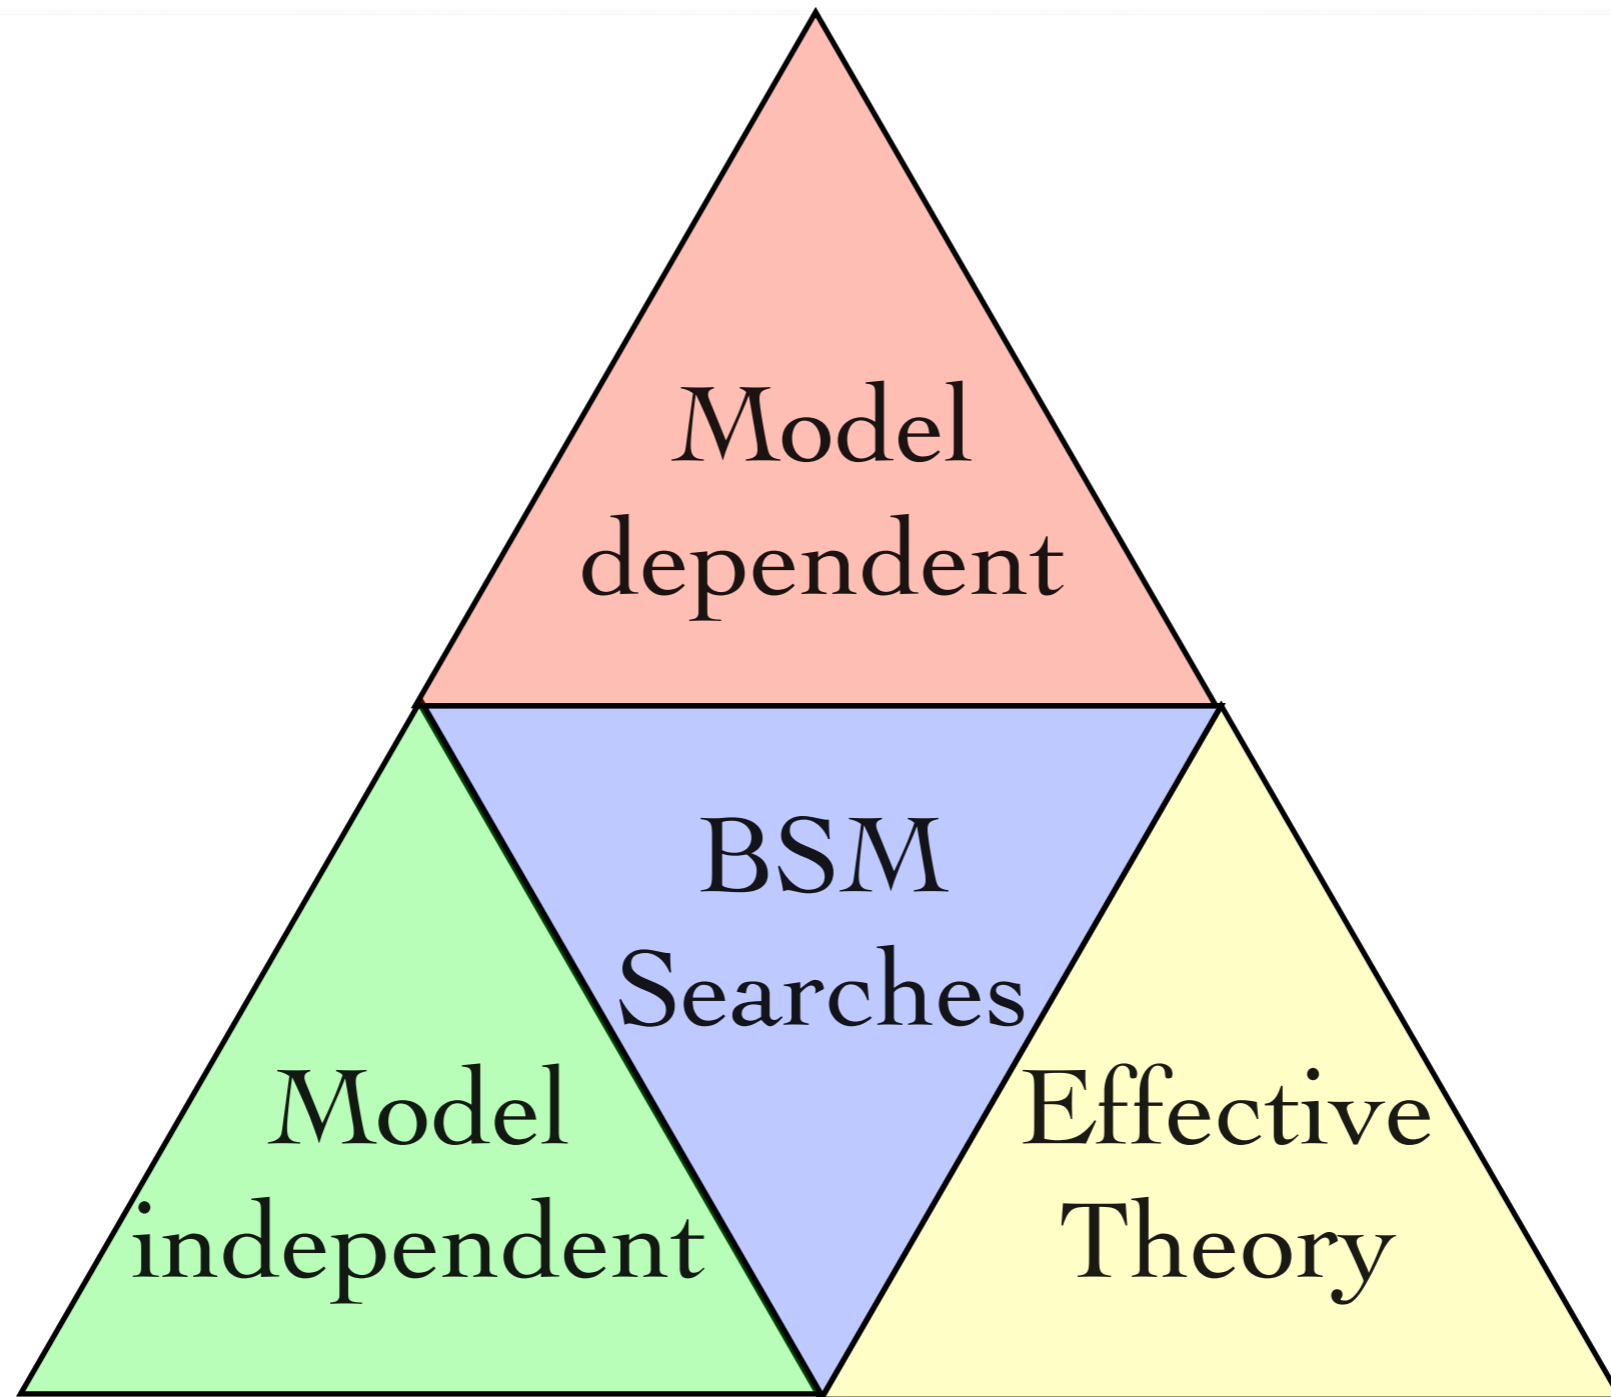 Model
dependent
BSM
Searches
Model
independent
Effective
Theory